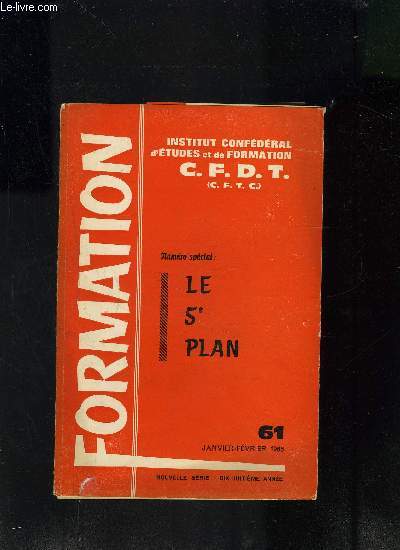 Le-livre.com
FORMATION
INSTITUT CONFÉDÉRAL
d'ÉTUDES et de FORMATION
C. F. D. T.
(C. F. T. C.)
Numéro spécial :
LE
5e
PLAN
61
JANVIER-FÉVRIER 1965
NOUVELLE SÉRIE - DIX-HUITIÈME ANNÉE